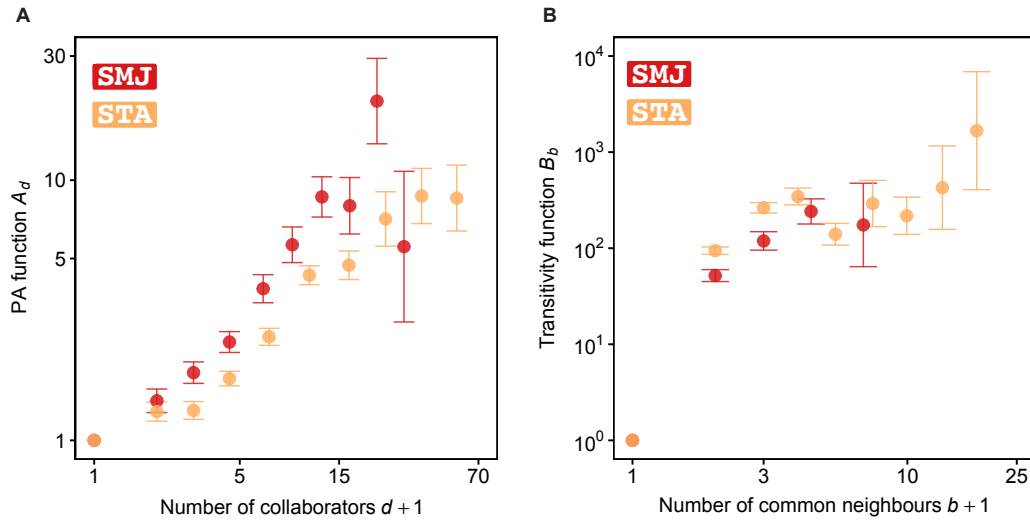 A
B
30
10
5
1
SMJ
STA
PA function A_d
1
5
15
70
Number of collaborators d + 1
10^4
10^3
10^2
10^1
10^0
SMJ
STA
Transitivity function B_b
1
3
10
25
Number of common neighbours b + 1